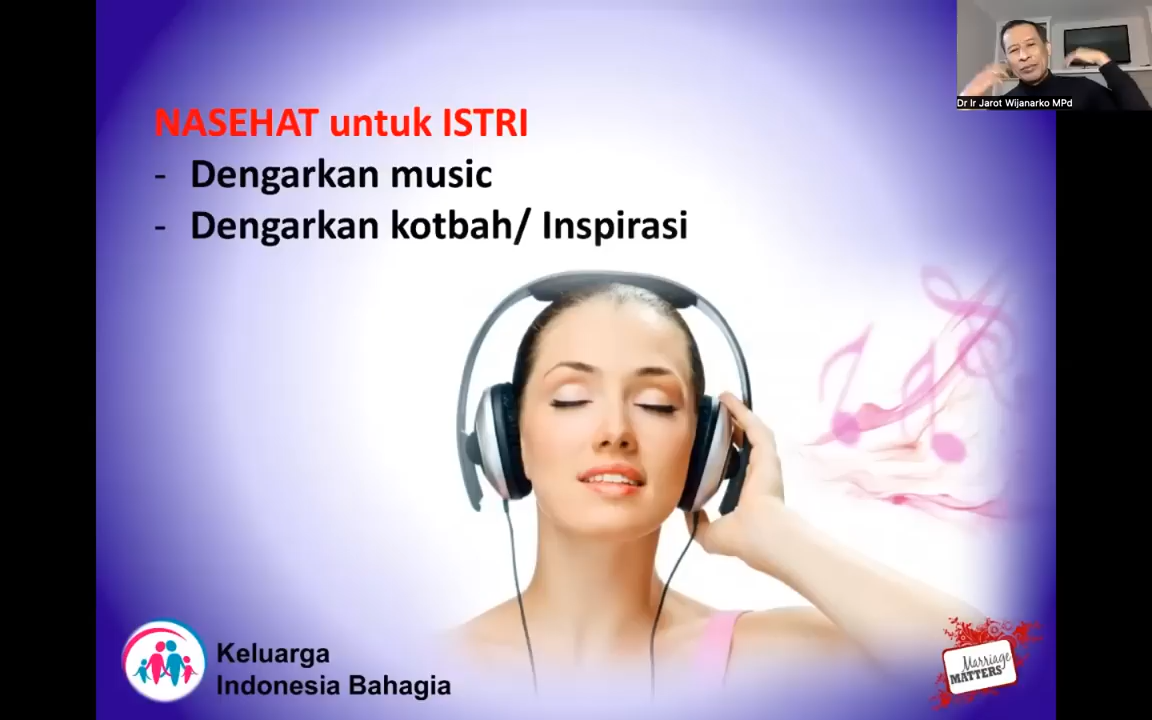 Dr Ir Jarot Wijanarko MPd
NASEHAT untuk ISTRI
- Dengarkan music
- Dengarkan kotbah/ Inspirasi
Keluarga
Indonesia Bahagia
Marriage
MATTERS